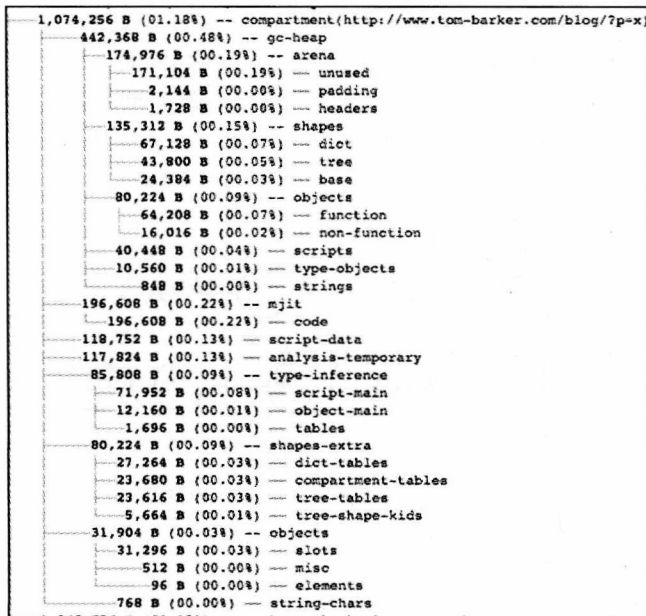 1,074,256 B (01.18%) -- compartment(http://www.tom-barker.com/blog/?p=x)
442,368 B (00.48%) -- gc-heap
174,976 B (00.19%) -- arena
171,104 B (00.19%) -- unused
2,144 B (00.00%) -- padding
1,728 B (00.00%) -- headers
135,312 B (00.15%) -- shapes
67,128 B (00.07%) -- dict
43,800 B (00.05%) -- tree
24,384 B (00.03%) -- base
80,224 B (00.09%) -- objects
64,208 B (00.07%) -- function
16,016 B (00.02%) -- non-function
40,448 B (00.04%) -- scripts
10,560 B (00.01%) -- type-objects
848 B (00.00%) -- strings
196,608 B (00.22%) -- mjit
196,608 B (00.22%) -- code
118,752 B (00.13%) -- script-data
117,824 B (00.13%) -- analysis-temporary
85,808 B (00.09%) -- type-inference
71,952 B (00.08%) -- script-main
12,160 B (00.01%) -- object-main
1,696 B (00.00%) -- tables
80,224 B (00.09%) -- shapes-extra
27,264 B (00.03%) -- dict-tables
23,680 B (00.03%) -- compartment-tables
23,616 B (00.03%) -- tree-tables
5,664 B (00.01%) -- tree-shape-kids
31,904 B (00.03%) -- objects
31,296 B (00.03%) -- slots
512 B (00.00%) -- misc
96 B (00.00%) -- elements
768 B (00.00%) -- string-chars